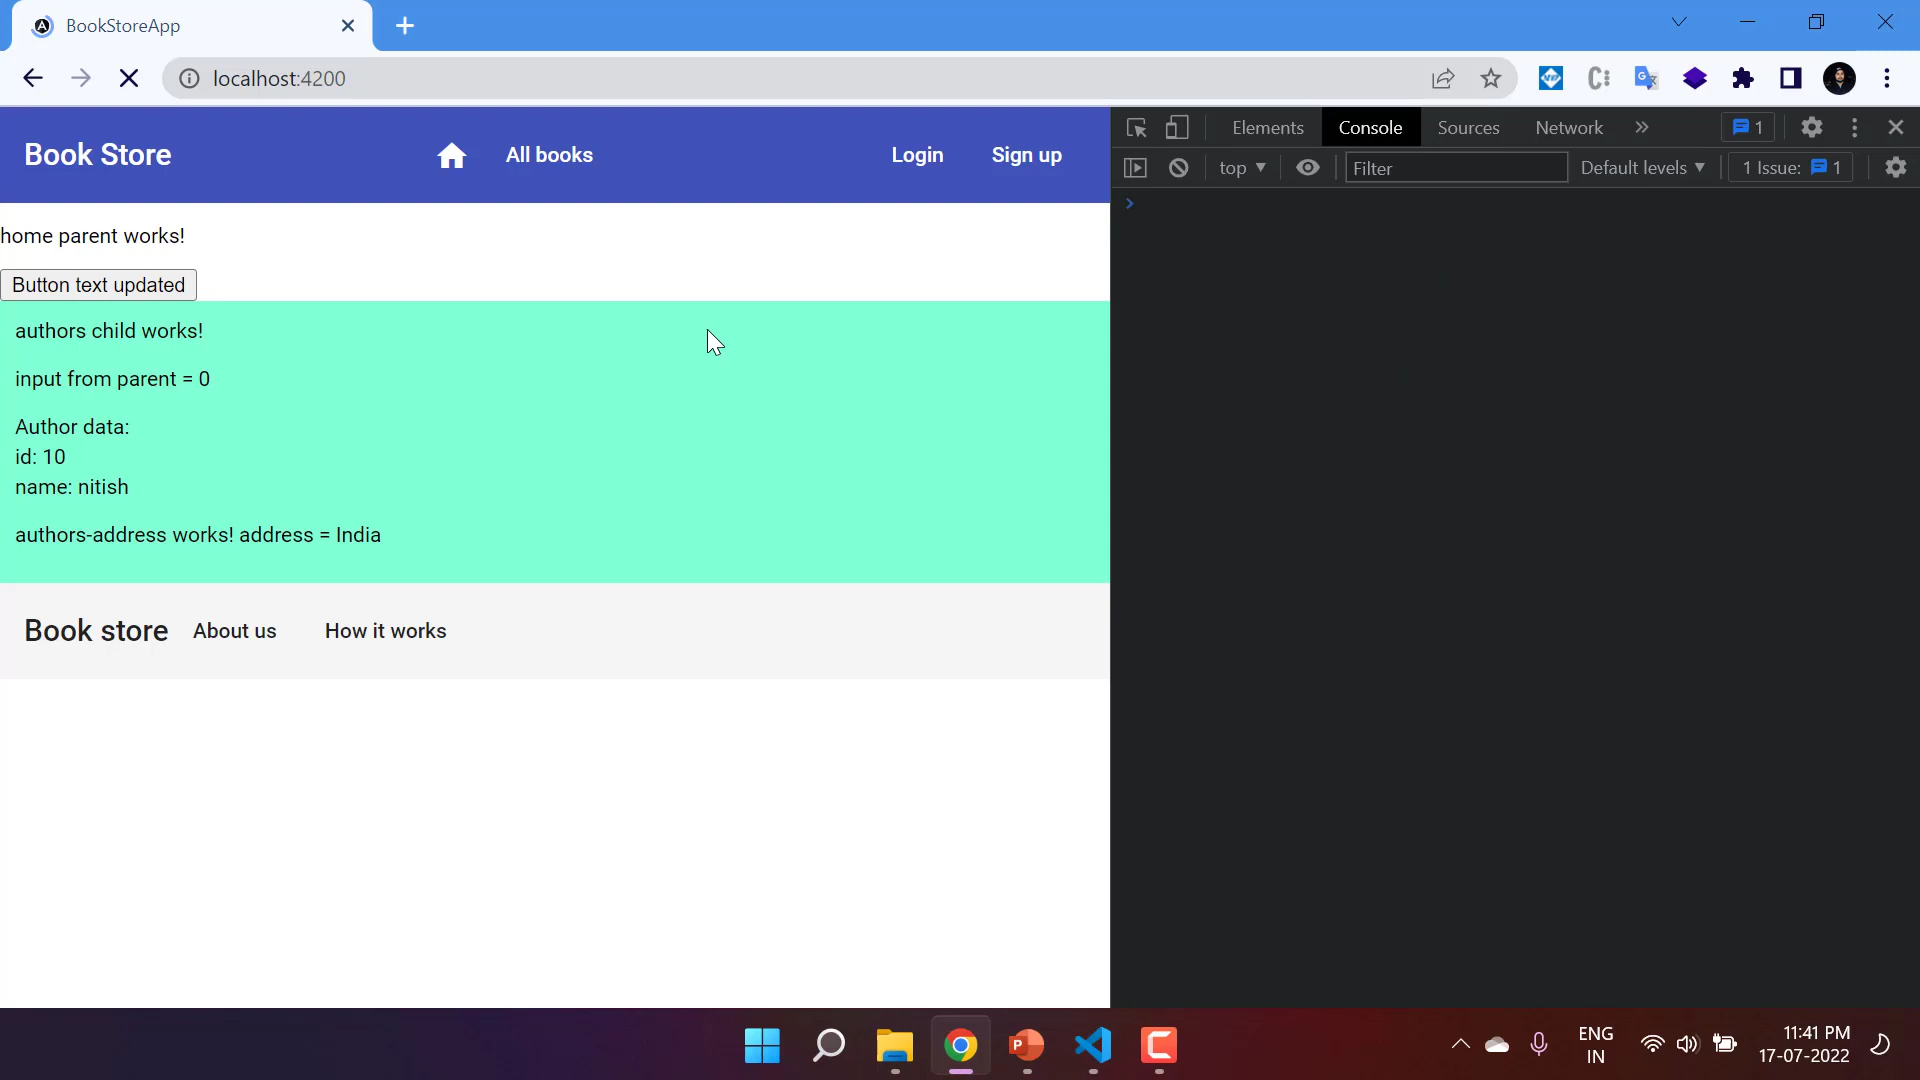 BookStoreApp
localhost:4200
Book Store
All books
Login
Sign up
Elements
Console
Sources
Network
1
top
Filter
Default levels
1 Issue: 1
home parent works!
Button text updated
authors child works!
input from parent = 0
Author data:
id: 10
name: nitish
authors-address works! address = India
Book store
About us
How it works
ENG
IN
11:41 PM
17-07-2022